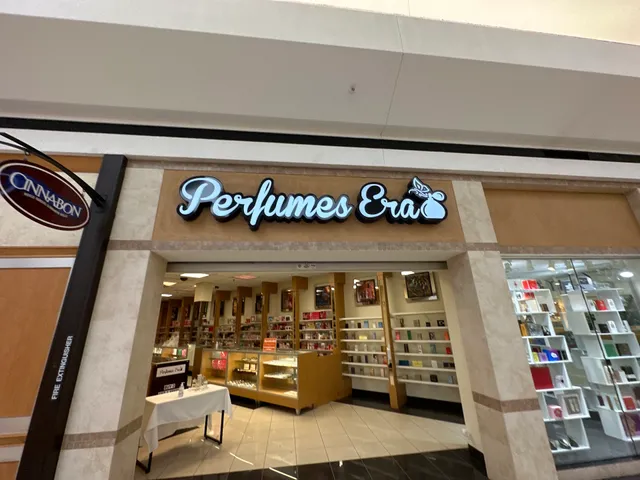 CINNABON
Perfumes Era
FIRE EXTINGUISHER